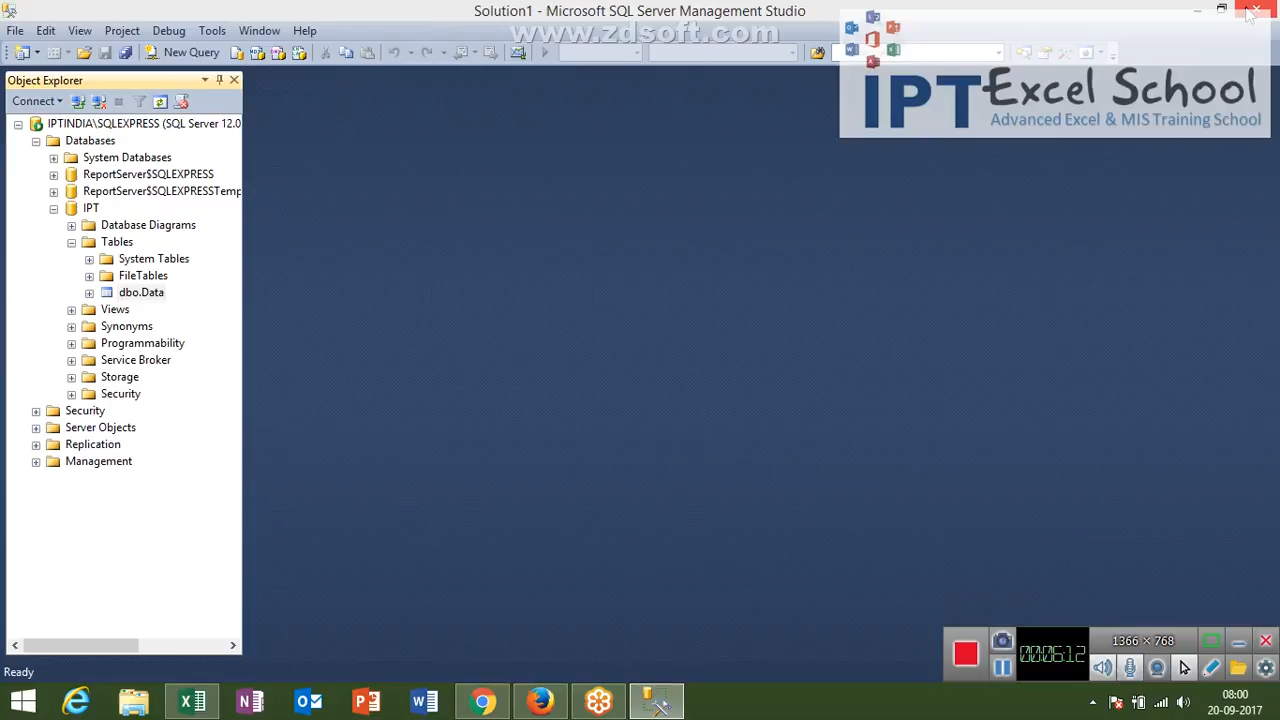 Solution1 - Microsoft SQL Server Management Studio
File Edit View Project Debug Tools Window Help
www.zdsoft.com
New Query
IPT Excel School
Advanced Excel & MIS Training School
Object Explorer
Connect
IPTINDIA\SQLEXPRESS (SQL Server 12.0
Databases
System Databases
ReportServer$SQLEXPRESS
ReportServer$SQLEXPRESSTemp
IPT
Database Diagrams
Tables
System Tables
FileTables
dbo.Data
Views
Synonyms
Programmability
Service Broker
Storage
Security
Security
Server Objects
Replication
Management
1366 × 768
00:06:12
Ready
08:00
20-09-2017